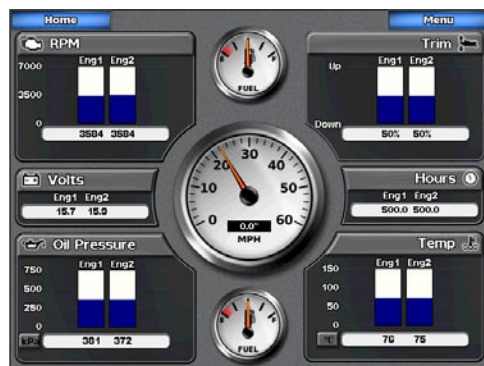 Home
Menu
RPM
Eng1 Eng2
7000
3500
0
3584 3584
FUEL
Trim
Eng1 Eng2
Up
Down
50% 50%
Volts
Eng1 Eng2
15.7
0 10 20 30 40 50 60
0.0
MPH
Hours
Eng1 Eng2
500.0 500.0
Oil Pressure
Eng1 Eng2
750
500
250
0
kPa
381 372
FUEL
Temp
Eng1 Eng2
150
100
50
0
°C
76 75